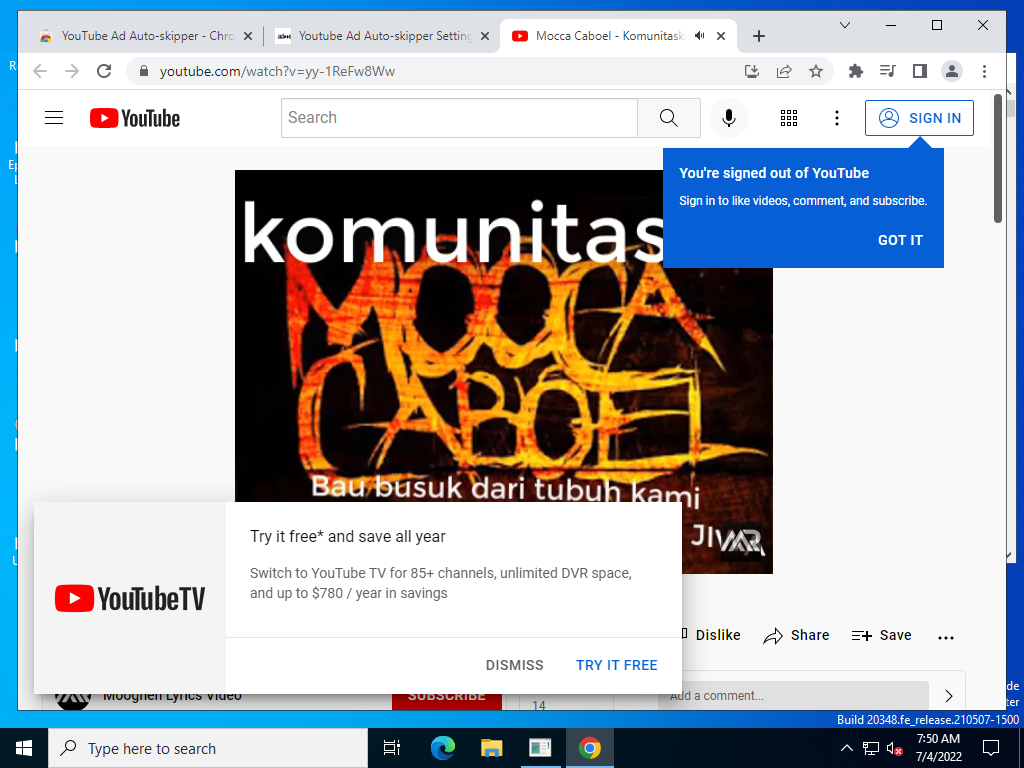 YouTube Ad Auto-skipper - Chro
Youtube Ad Auto-skipper Setting
Mocca Caboel - Komunitask
youtube.com/watch?v=yy-1ReFw8Ww
YouTube
Search
SIGN IN
You're signed out of YouTube
Sign in to like videos, comment, and subscribe.
GOT IT
komunitas
MOCCA
CABOEL
Bau busuk dari tubuh kami
Try it free* and save all year
Switch to YouTube TV for 85+ channels, unlimited DVR space,
and up to $780 / year in savings
YouTubeTV
DISMISS
TRY IT FREE
Dislike
Share
Save
SUBSCRIBE
14
Add a comment...
Build 20348.fe_release.210507-1500
Type here to search
7:50 AM
7/4/2022